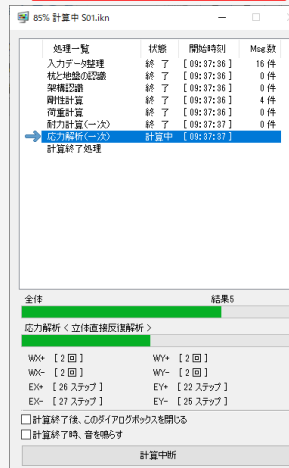 85% 計算中 S01.ikn
処理一覧 状態 開始時刻 Msg 数
入力データ整理 終 了 [ 09:37:36 ] 16 件
杭と地盤の認識 終 了 [ 09:37:36 ] 0 件
架構認識 終 了 [ 09:37:36 ] 0 件
剛性計算 終 了 [ 09:37:36 ] 4 件
荷重計算 終 了 [ 09:37:36 ] 0 件
耐力計算(一次) 終 了 [ 09:37:37 ] 0 件
応力解析(一次) 計算中 [ 09:37:37 ]
計算終了処理
全体 結果5
応力解析 < 立体直接反復解析 >
WX+ [ 2 回 ] WY+ [ 2 回 ]
WX- [ 2 回 ] WY- [ 2 回 ]
EX+ [ 26 ステップ ] EY+ [ 22 ステップ ]
EX- [ 27 ステップ ] EY- [ 25 ステップ ]
計算終了後、このダイアログボックスを閉じる
計算終了時、音を鳴らす
計算中断